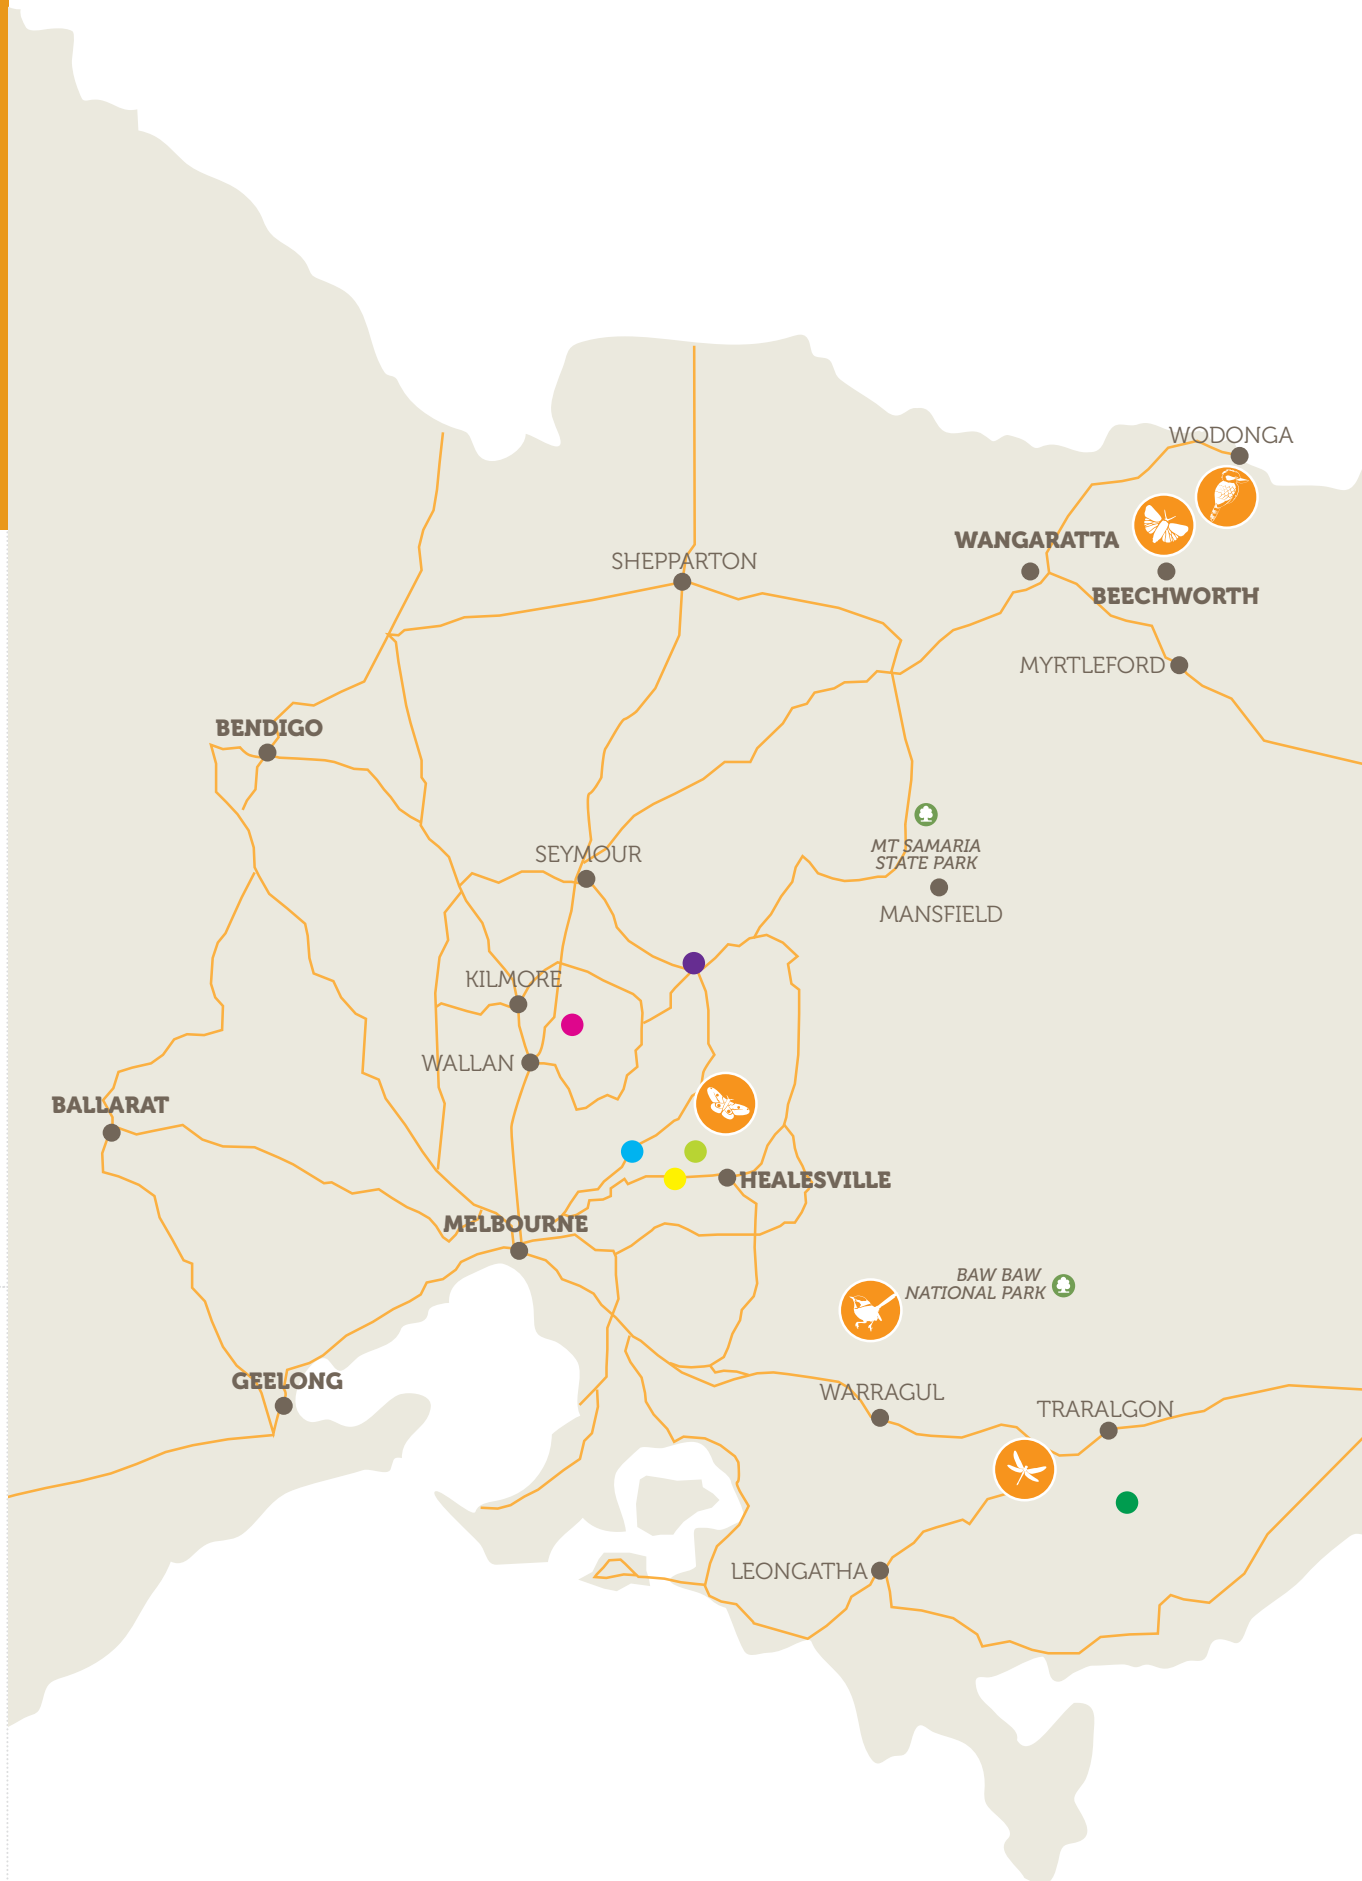 WODONGA
WANGARATTA
SHEPPARTON
BEECHWORTH
MYRTLEFORD
BENDIGO
MT SAMARIA
STATE PARK
SEYMOUR
MANSFIELD
KILMORE
WALLAN
BALLARAT
HEALESVILLE
MELBOURNE
BAW BAW
NATIONAL PARK
GEELONG
WARRAGUL
TRARALGON
LEONGATHA